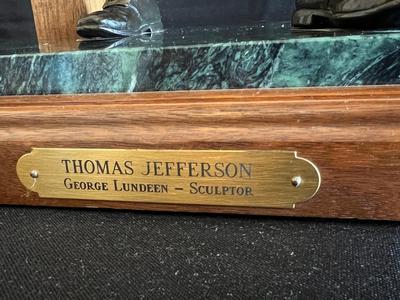 THOMAS JEFFERSON
GEORGE LUNDEEN – SCULPTOR